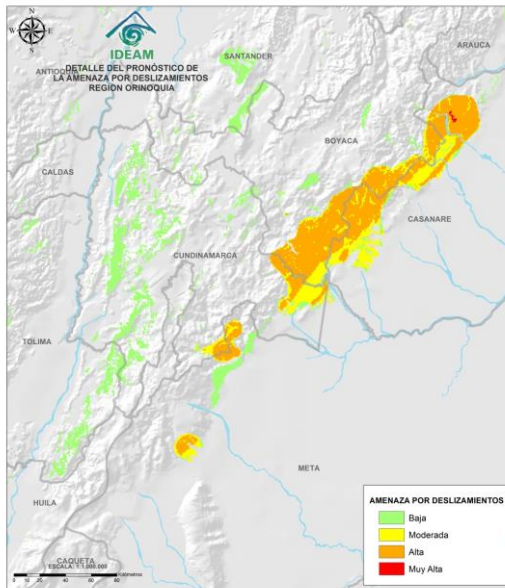 N
W E
S
IDEAM
DETALLE DEL PRONÓSTICO DE
LA AMENAZA POR DESLIZAMIENTOS
REGION ORINOQUIA
ANTIOQUIA
SANTANDER
ARAUCA
BOYACA
CALDAS
CASANARE
CUNDINAMARCA
TOLIMA
META
HUILA
CAQUETA
ESCALA: 1:1.000.000
AMENAZA POR DESLIZAMIENTOS
Baja
Moderada
Alta
Muy Alta